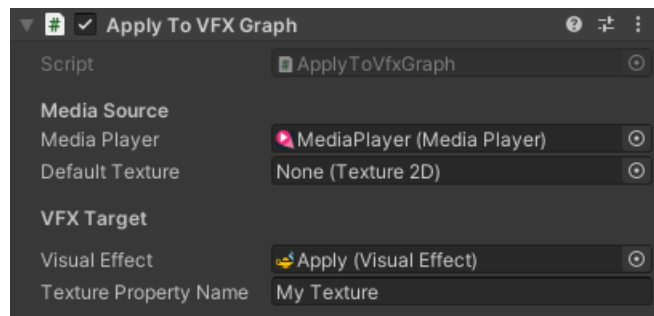 Apply To VFX Graph
Script ApplyToVfxGraph
Media Source
Media Player MediaPlayer (Media Player)
Default Texture None (Texture 2D)
VFX Target
Visual Effect Apply (Visual Effect)
Texture Property Name My Texture